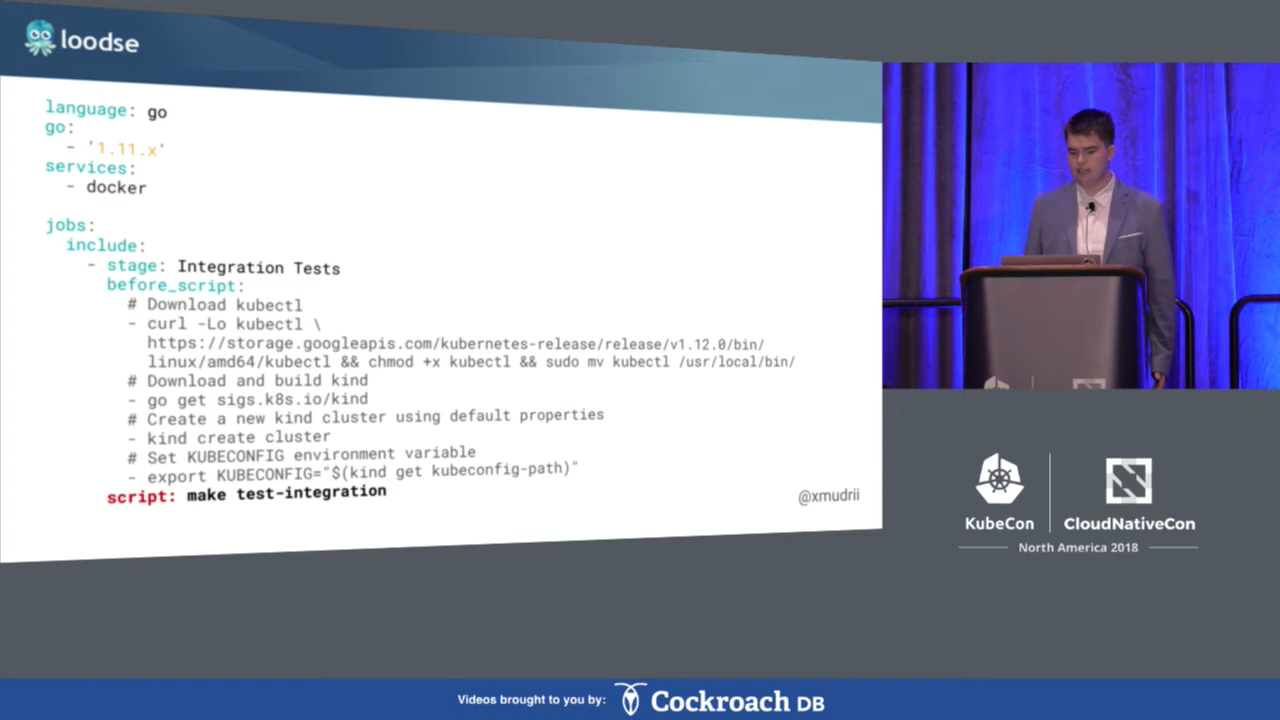 loodse
language: go
go:
- '1.11.x'
services:
- docker
jobs:
include:
- stage: Integration Tests
before_script:
# Download kubectl
- curl -Lo kubectl \
https://storage.googleapis.com/kubernetes-release/release/v1.12.0/bin/
linux/amd64/kubectl && chmod +x kubectl && sudo mv kubectl /usr/local/bin/
# Download and build kind
- go get sigs.k8s.io/kind
# Create a new kind cluster using default properties
- kind create cluster
# Set KUBECONFIG environment variable
- export KUBECONFIG="$(kind get kubeconfig-path)"
script: make test-integration
@xmudrii
KubeCon
CloudNativeCon
North America 2018
Videos brought to you by:
Cockroach DB